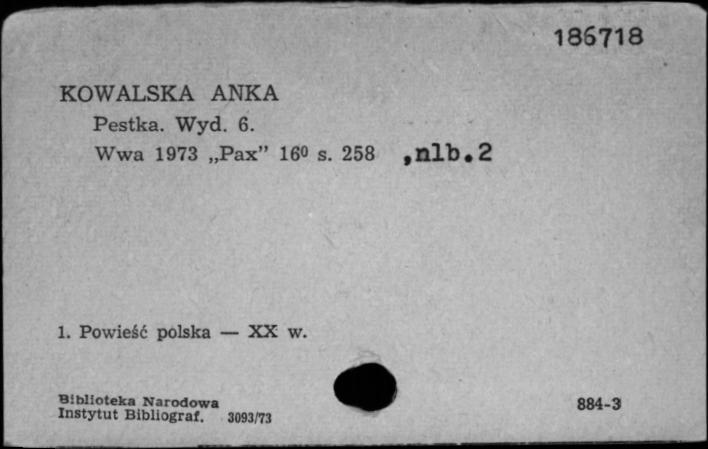 186718
KOWALSKA ANKA
Pestka. Wyd. 6.
Wwa 1973 „Pax” 16⁰ s. 258 ,nlb.2
1. Powieść polska — XX w.
Biblioteka Narodowa
Instytut Bibliograf. 3093/73
884-3